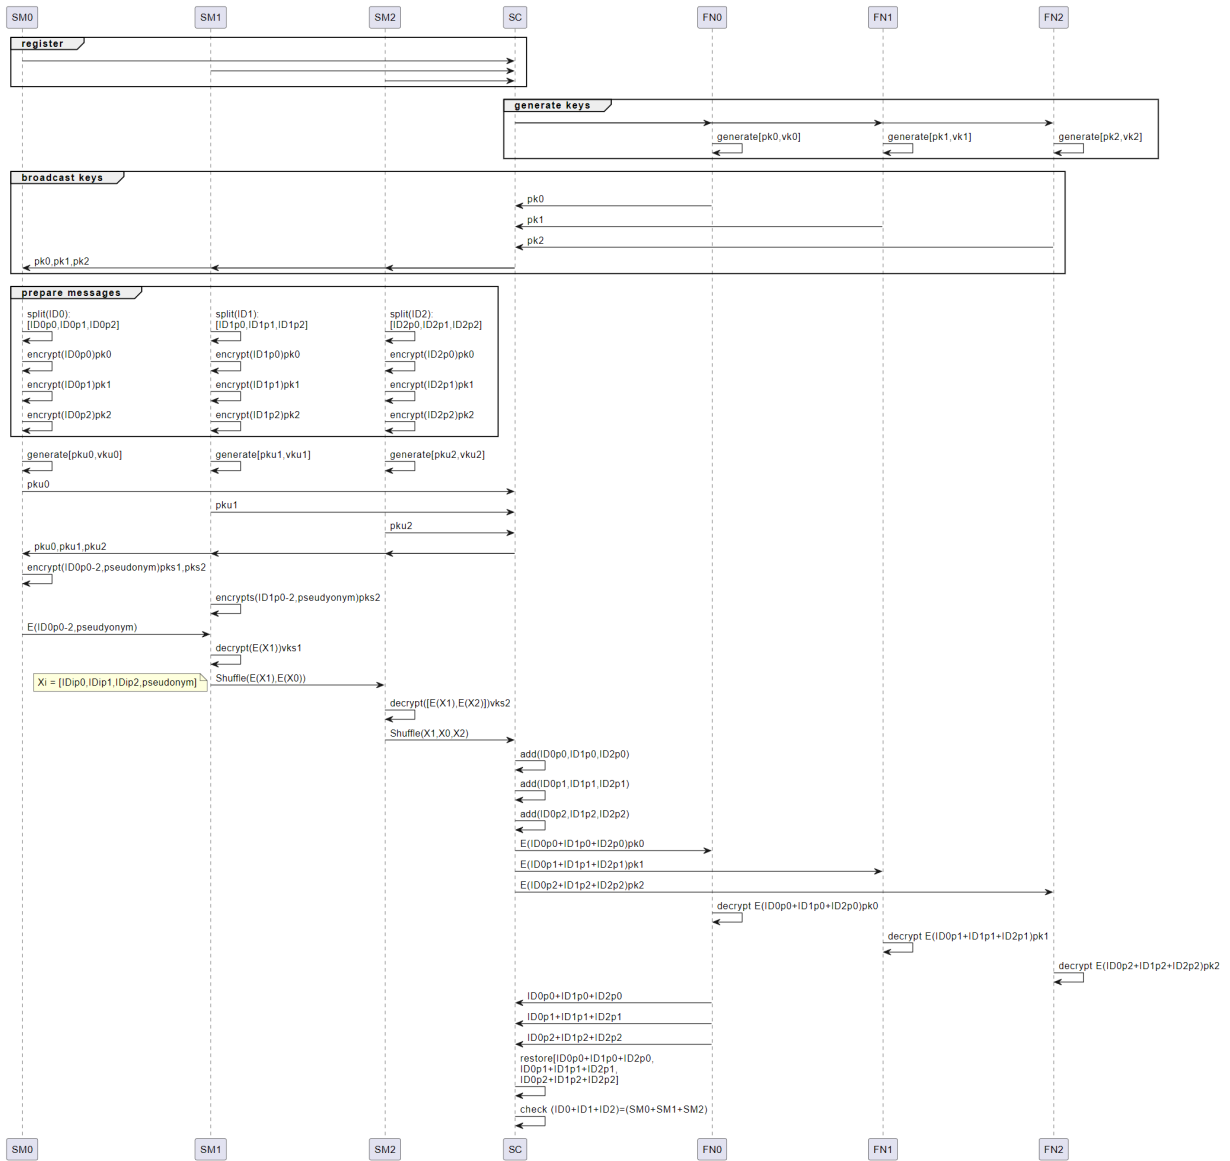 SM0 SM1 SM2 SC FN0 FN1 FN2
register
generate keys
generate[pk0,vk0] generate[pk1,vk1] generate[pk2,vk2]
broadcast keys
pk0
pk1
pk2
pk0,pk1,pk2
prepare messages
split(ID0): split(ID1): split(ID2):
[ID0p0,ID0p1,ID0p2] [ID1p0,ID1p1,ID1p2] [ID2p0,ID2p1,ID2p2]
encrypt(ID0p0)pk0 encrypt(ID1p0)pk0 encrypt(ID2p0)pk0
encrypt(ID0p1)pk1 encrypt(ID1p1)pk1 encrypt(ID2p1)pk1
encrypt(ID0p2)pk2 encrypt(ID1p2)pk2 encrypt(ID2p2)pk2
generate[pku0,vku0] generate[pku1,vku1] generate[pku2,vku2]
pku0
pku1
pku2
pku0,pku1,pku2
encrypt(ID0p0-2,pseudonym)pks1,pks2
encrypts(ID1p0-2,pseudyonym)pks2
E(ID0p0-2,pseudyonym)
decrypt(E(X1))vks1
Xi = [IDip0,IDip1,IDip2,pseudonym] Shuffle(E(X1),E(X0))
decrypt([E(X1),E(X2)])vks2
Shuffle(X1,X0,X2)
add(ID0p0,ID1p0,ID2p0)
add(ID0p1,ID1p1,ID2p1)
add(ID0p2,ID1p2,ID2p2)
E(ID0p0+ID1p0+ID2p0)pk0
E(ID0p1+ID1p1+ID2p1)pk1
E(ID0p2+ID1p2+ID2p2)pk2
decrypt E(ID0p0+ID1p0+ID2p0)pk0
decrypt E(ID0p1+ID1p1+ID2p1)pk1
decrypt E(ID0p2+ID1p2+ID2p2)pk2
ID0p0+ID1p0+ID2p0
ID0p1+ID1p1+ID2p1
ID0p2+ID1p2+ID2p2
restore[ID0p0+ID1p0+ID2p0,
ID0p1+ID1p1+ID2p1,
ID0p2+ID1p2+ID2p2]
check (ID0+ID1+ID2)=(SM0+SM1+SM2)
SM0 SM1 SM2 SC FN0 FN1 FN2